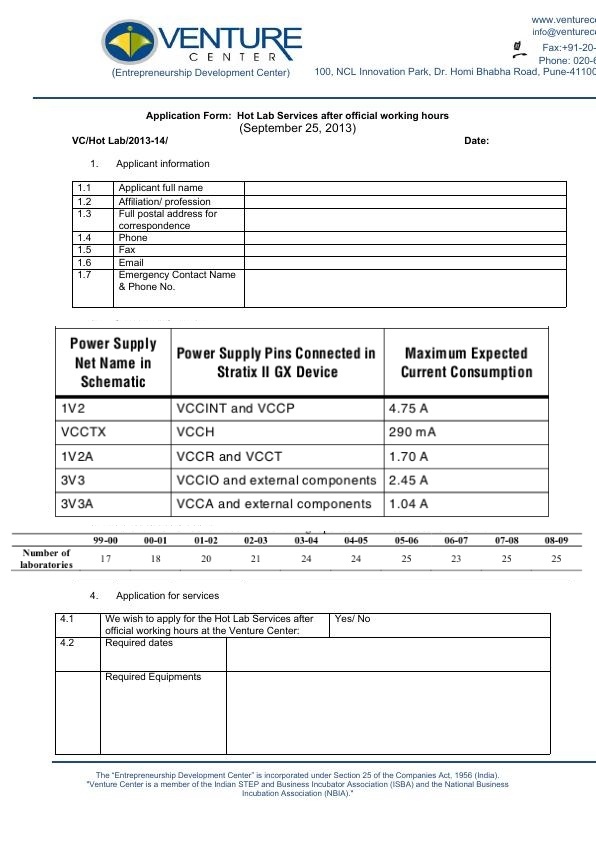 www.venturec
info@venturec
VENTURE
CENTER
Fax:+91-20-
Phone: 020-6
(Entrepreneurship Development Center)
100, NCL Innovation Park, Dr. Homi Bhabha Road, Pune-41100
Application Form: Hot Lab Services after official working hours
(September 25, 2013)
VC/Hot Lab/2013-14/ Date:
1. Applicant information
1.1 Applicant full name
1.2 Affiliation/ profession
1.3 Full postal address for
correspondence
1.4 Phone
1.5 Fax
1.6 Email
1.7 Emergency Contact Name
& Phone No.
Power Supply
Net Name in
Schematic
Power Supply Pins Connected in
Stratix II GX Device
Maximum Expected
Current Consumption
1V2 VCCINT and VCCP 4.75 A
VCCTX VCCH 290 mA
1V2A VCCR and VCCT 1.70 A
3V3 VCCIO and external components 2.45 A
3V3A VCCA and external components 1.04 A
99-00 00-01 01-02 02-03 03-04 04-05 05-06 06-07 07-08 08-09
Number of
laboratories
17 18 20 21 24 24 25 23 25 25
4. Application for services
4.1 We wish to apply for the Hot Lab Services after
official working hours at the Venture Center:
Yes/ No
4.2 Required dates
Required Equipments
The "Entrepreneurship Development Center" is incorporated under Section 25 of the Companies Act, 1956 (India).
"Venture Center is a member of the Indian STEP and Business Incubator Association (ISBA) and the National Business
Incubation Association (NBIA)."